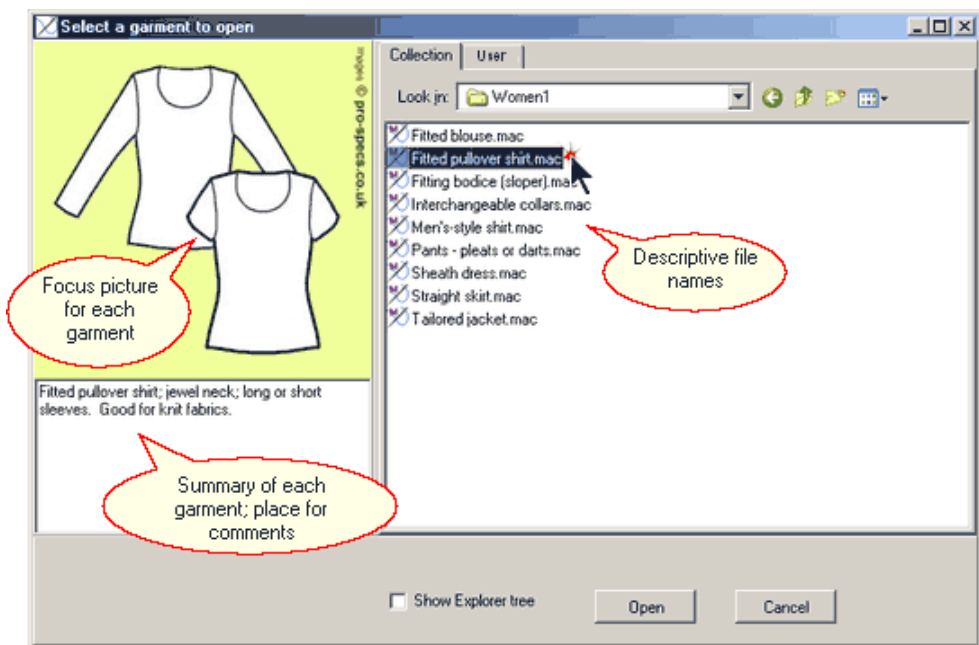 Select a garment to open
images © pro-specs.co.uk
Focus picture
for each
garment
Fitted pullover shirt; jewel neck; long or short
sleeves.  Good for knit fabrics.
Summary of each
garment; place for
comments
Collection
User
Look in:
Women1
Fitted blouse.mac
Fitted pullover shirt.mac
Fitting bodice (sloper).mac
Interchangeable collars.mac
Men's-style shirt.mac
Pants - pleats or darts.mac
Sheath dress.mac
Straight skirt.mac
Tailored jacket.mac
Descriptive file
names
Show Explorer tree
Open
Cancel